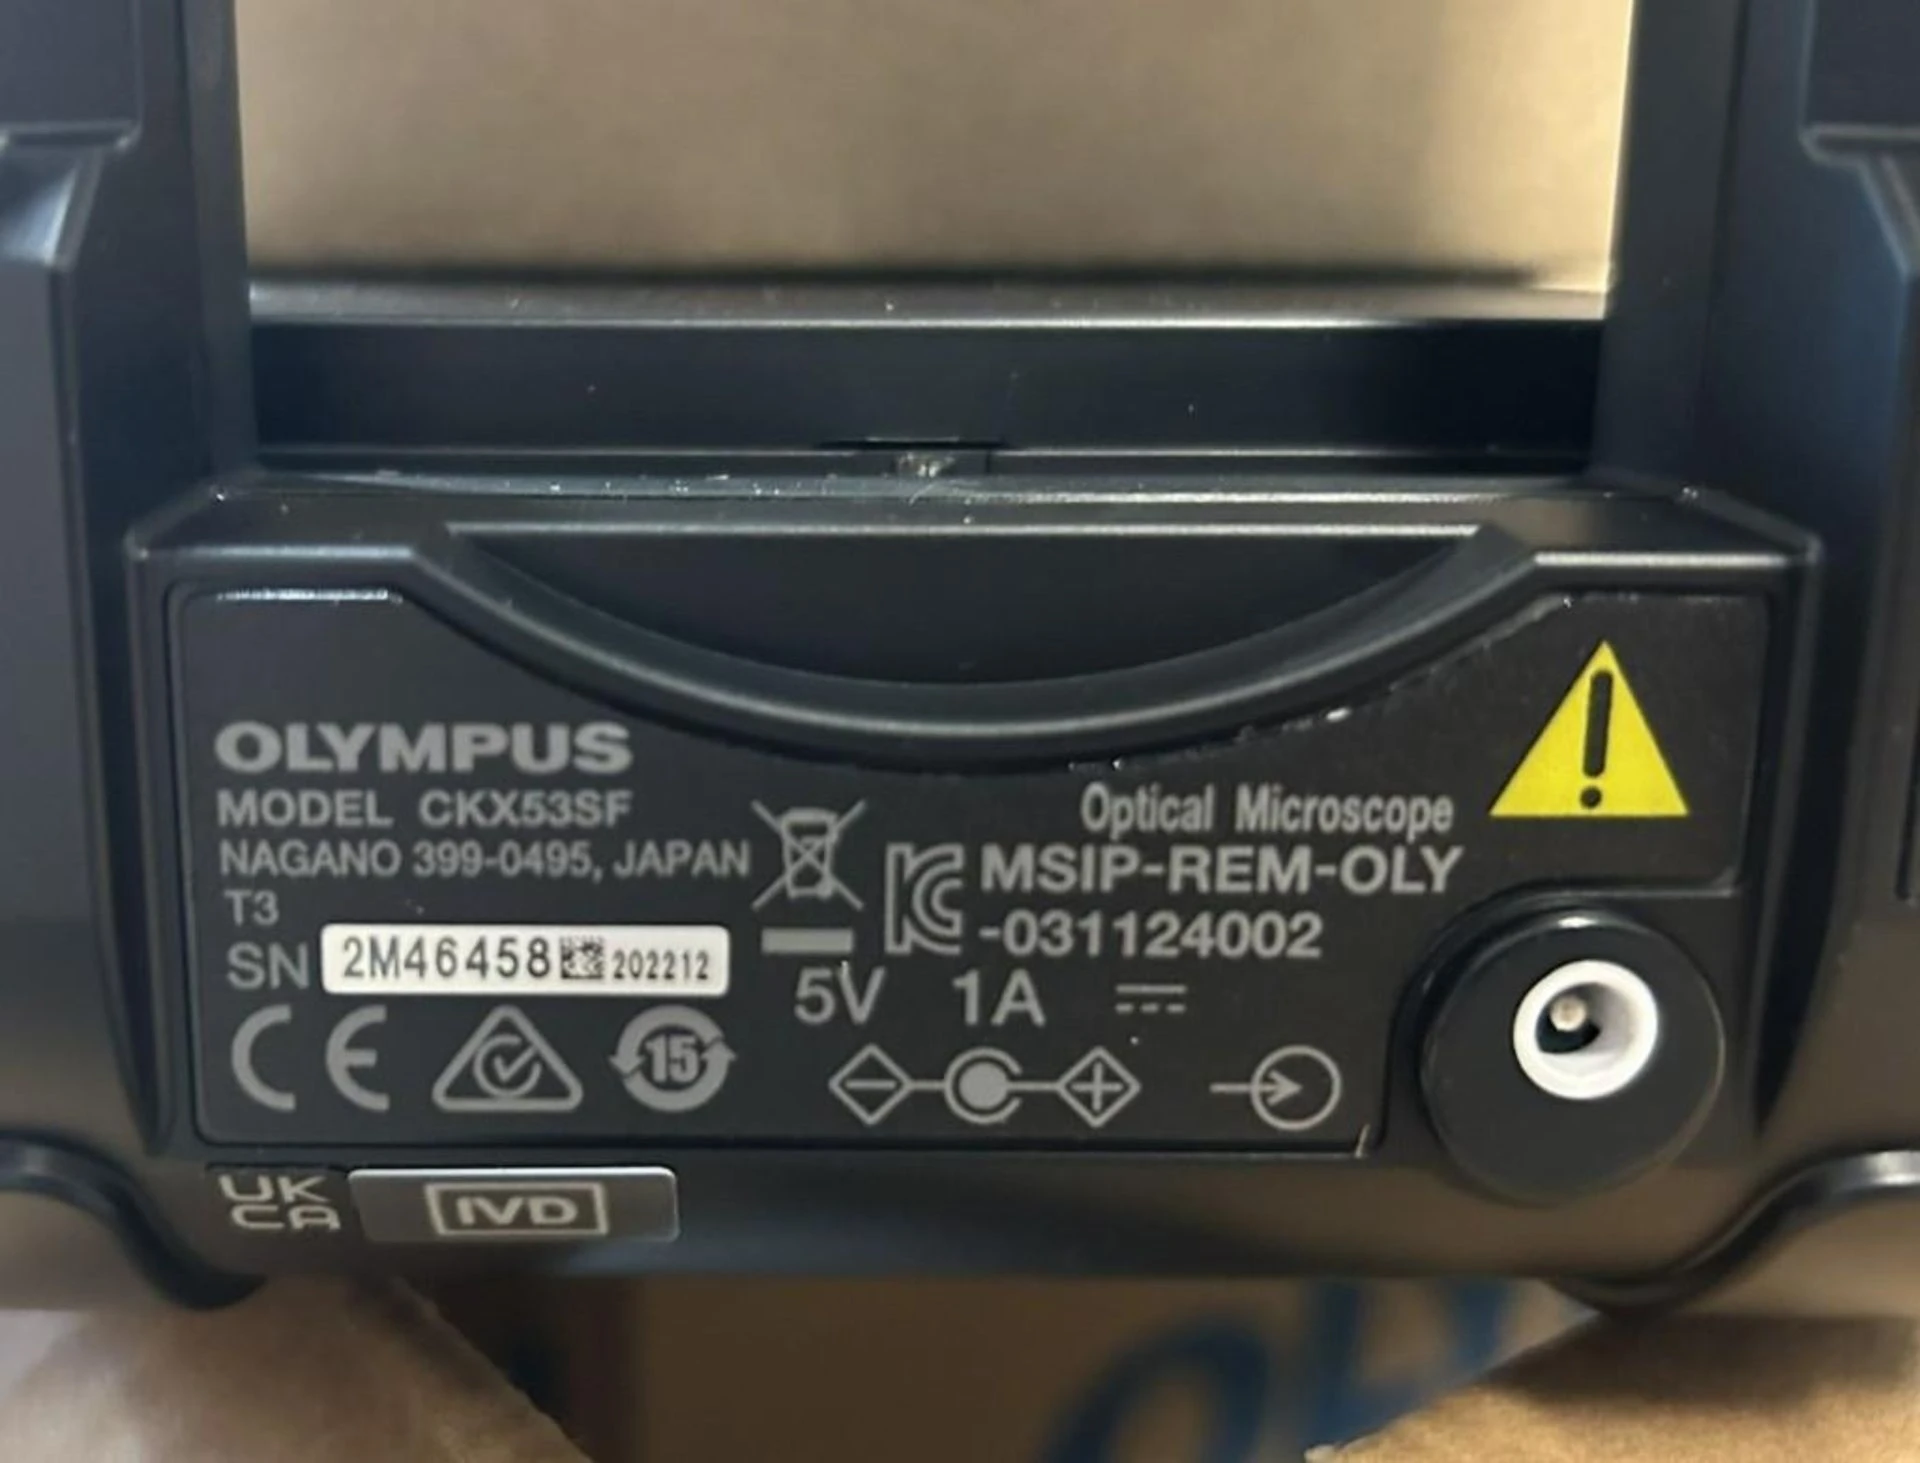 OLYMPUS
MODEL CKX53SF
NAGANO 399-0495, JAPAN
T3
SN 2M46458 202212
Optical Microscope
MSIP-REM-OLY
-031124002
5V 1A
CE
15
UK
CA
IVD